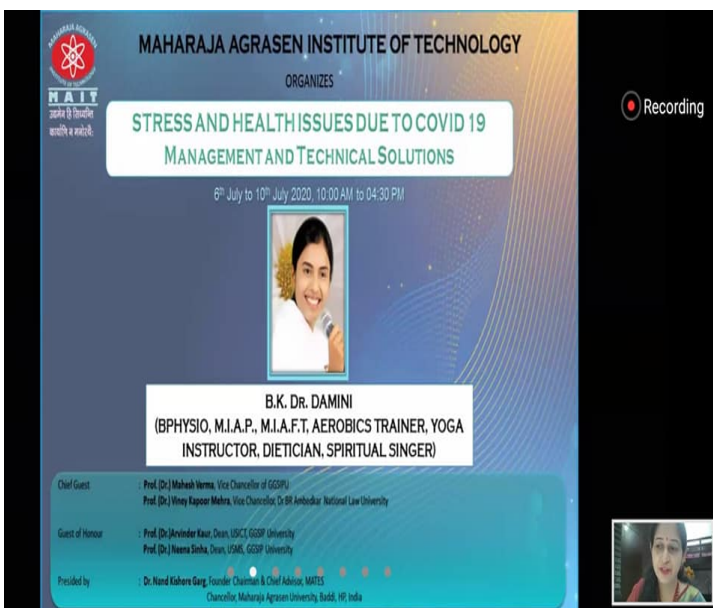 MAHARAJA AGRASEN INSTITUTE OF TECHNOLOGY
ORGANIZES
MAIT
उद्यमेन हि सिध्यन्ति
कार्याणि न मनोरथैः
STRESS AND HEALTH ISSUES DUE TO COVID 19
MANAGEMENT AND TECHNICAL SOLUTIONS
6th July to 10th July 2020, 10:00 AM to 04:30 PM
Recording
B.K. DR. DAMINI
(BPHYSIO, M.I.A.P., M.I.A.F.T, AEROBICS TRAINER, YOGA
INSTRUCTOR, DIETICIAN, SPIRITUAL SINGER)
Chief Guest : Prof. (Dr.) Mahesh Verma, Vice Chancellor of GGSIPU
Prof. (Dr.) Viney Kapoor Mehra, Vice Chancellor, Dr BR Ambedkar National Law University
Guest of Honour : Prof. (Dr.)Arvinder Kaur, Dean, USICT, GGSIP University
Prof. (Dr.) Neena Sinha, Dean, USMS, GGSIP University
Presided by : Dr. Nand Kishore Garg, Founder Chairman & Chief Advisor, MATES
Chancellor, Maharaja Agrasen University, Baddi, HP, India